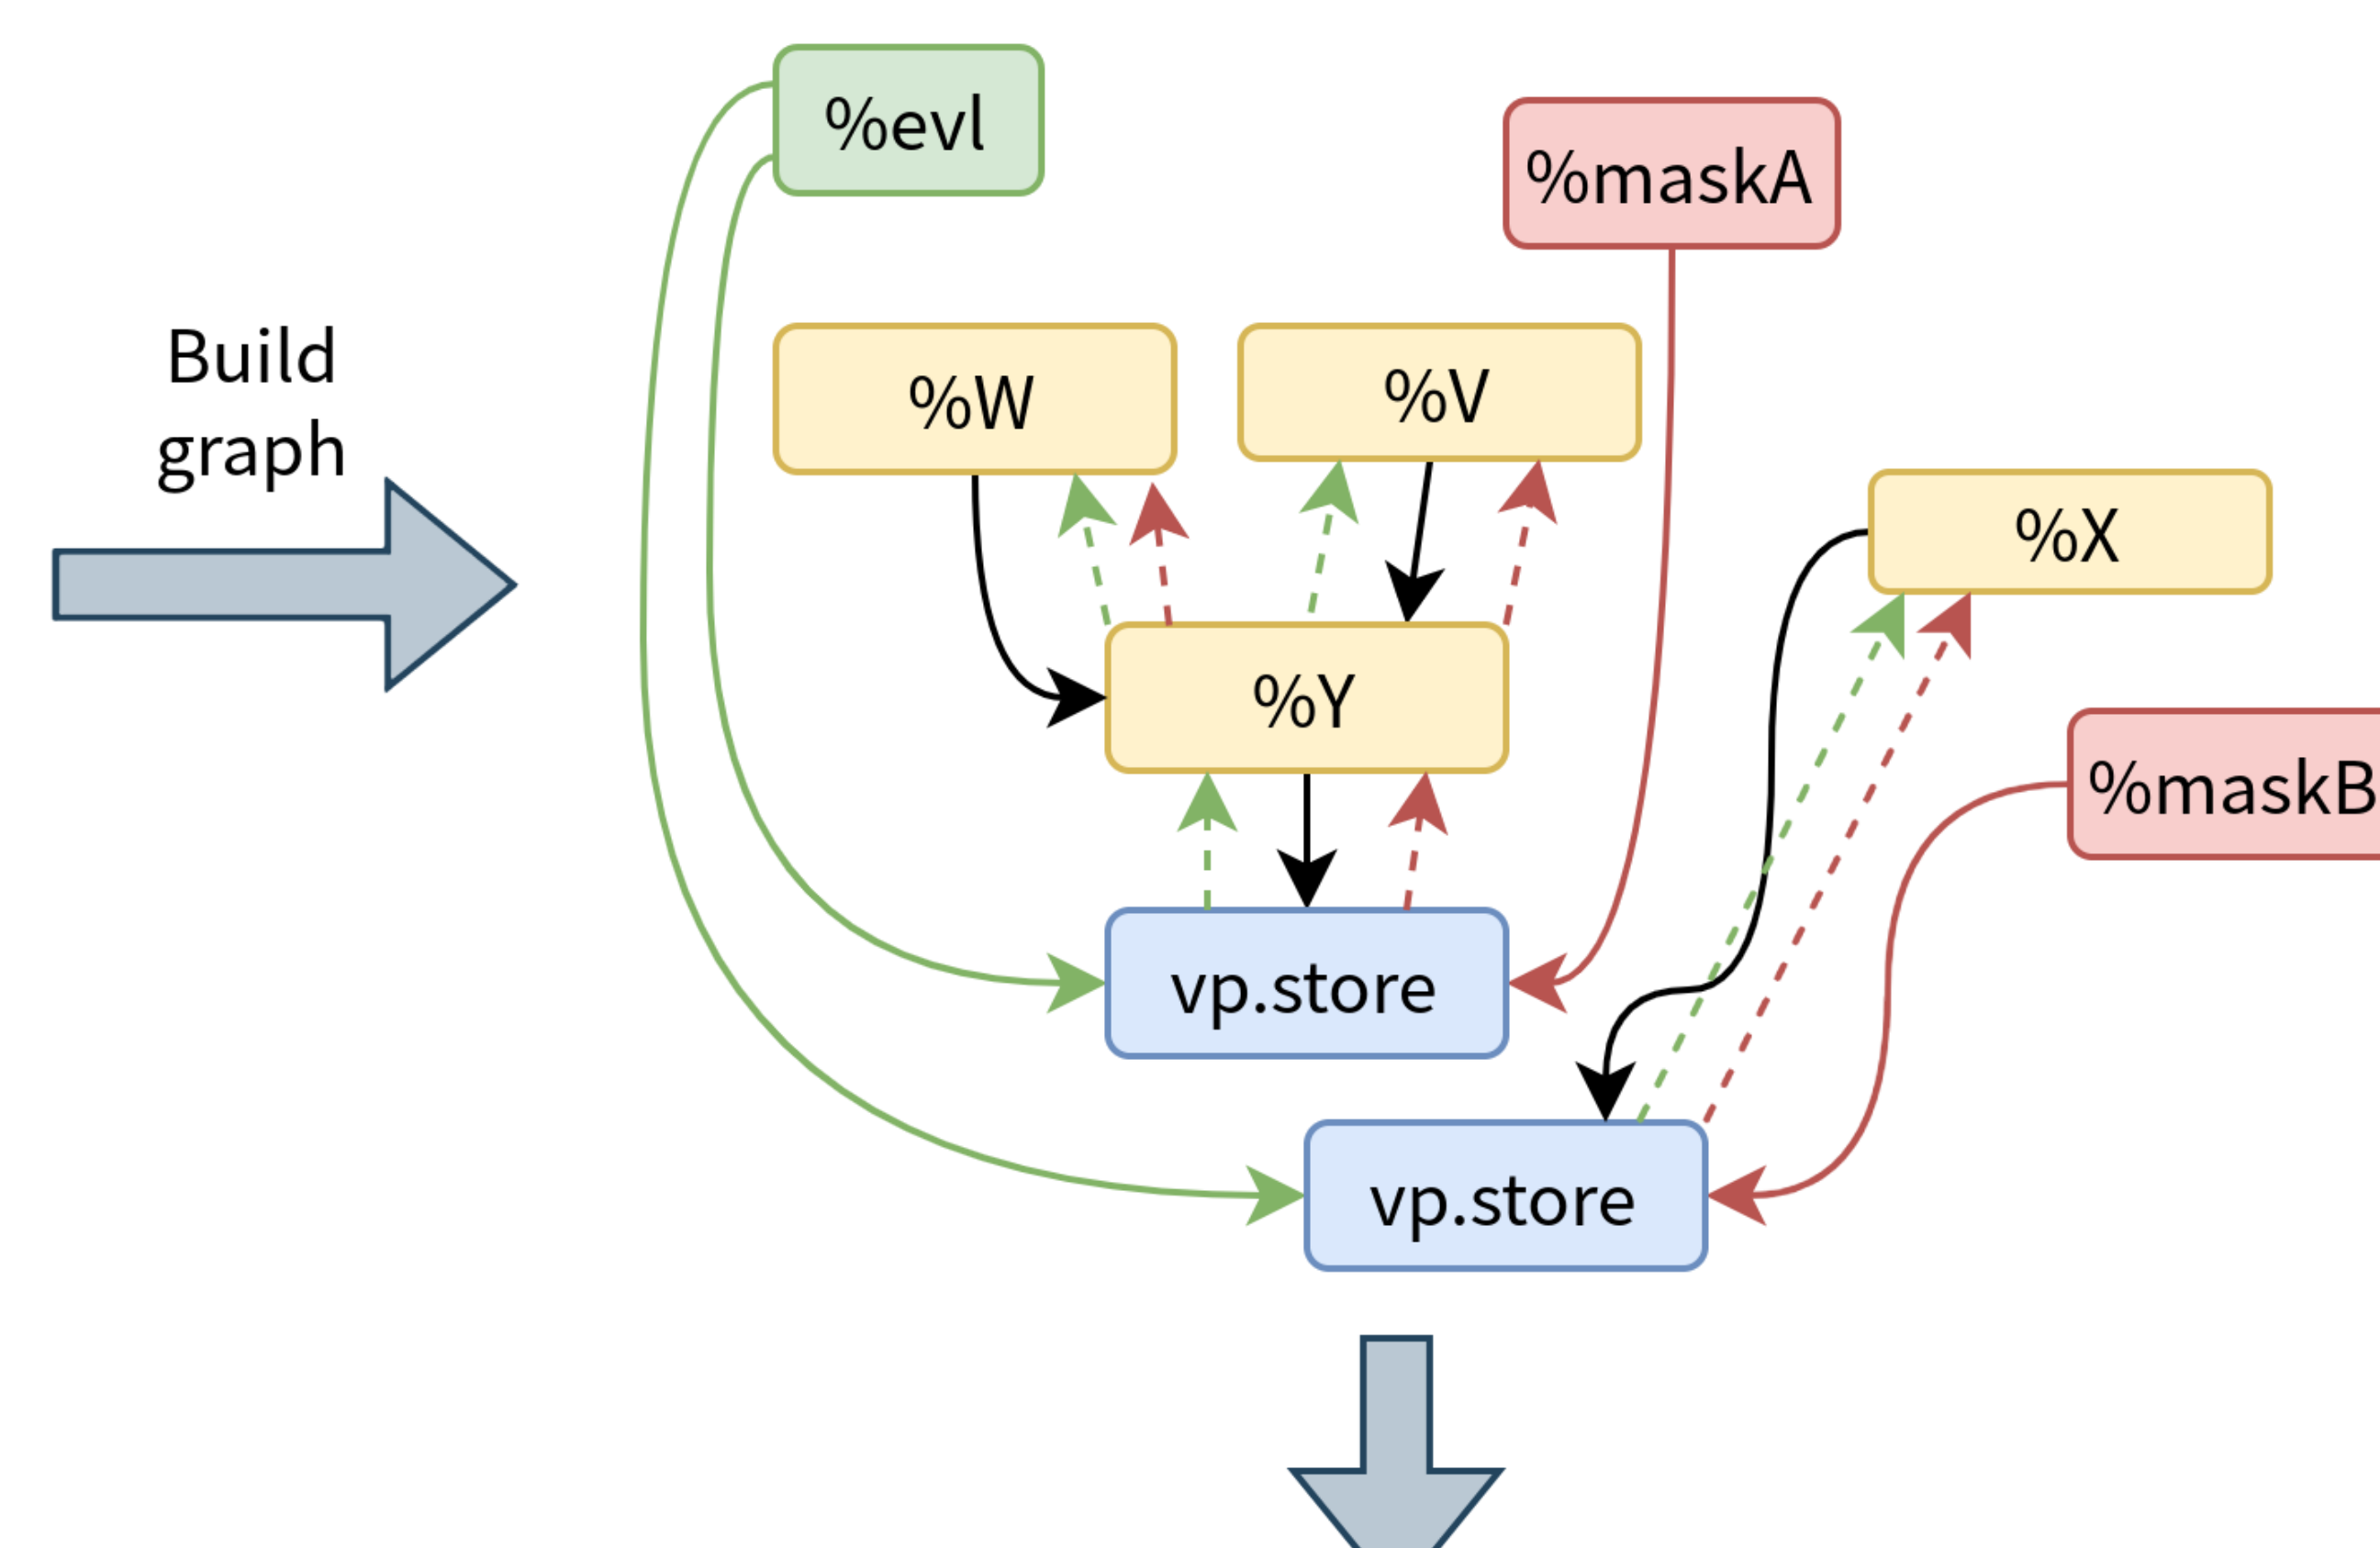 %evl
%maskA
Build
graph
%W
%V
%X
%Y
%maskB
vp.store
vp.store